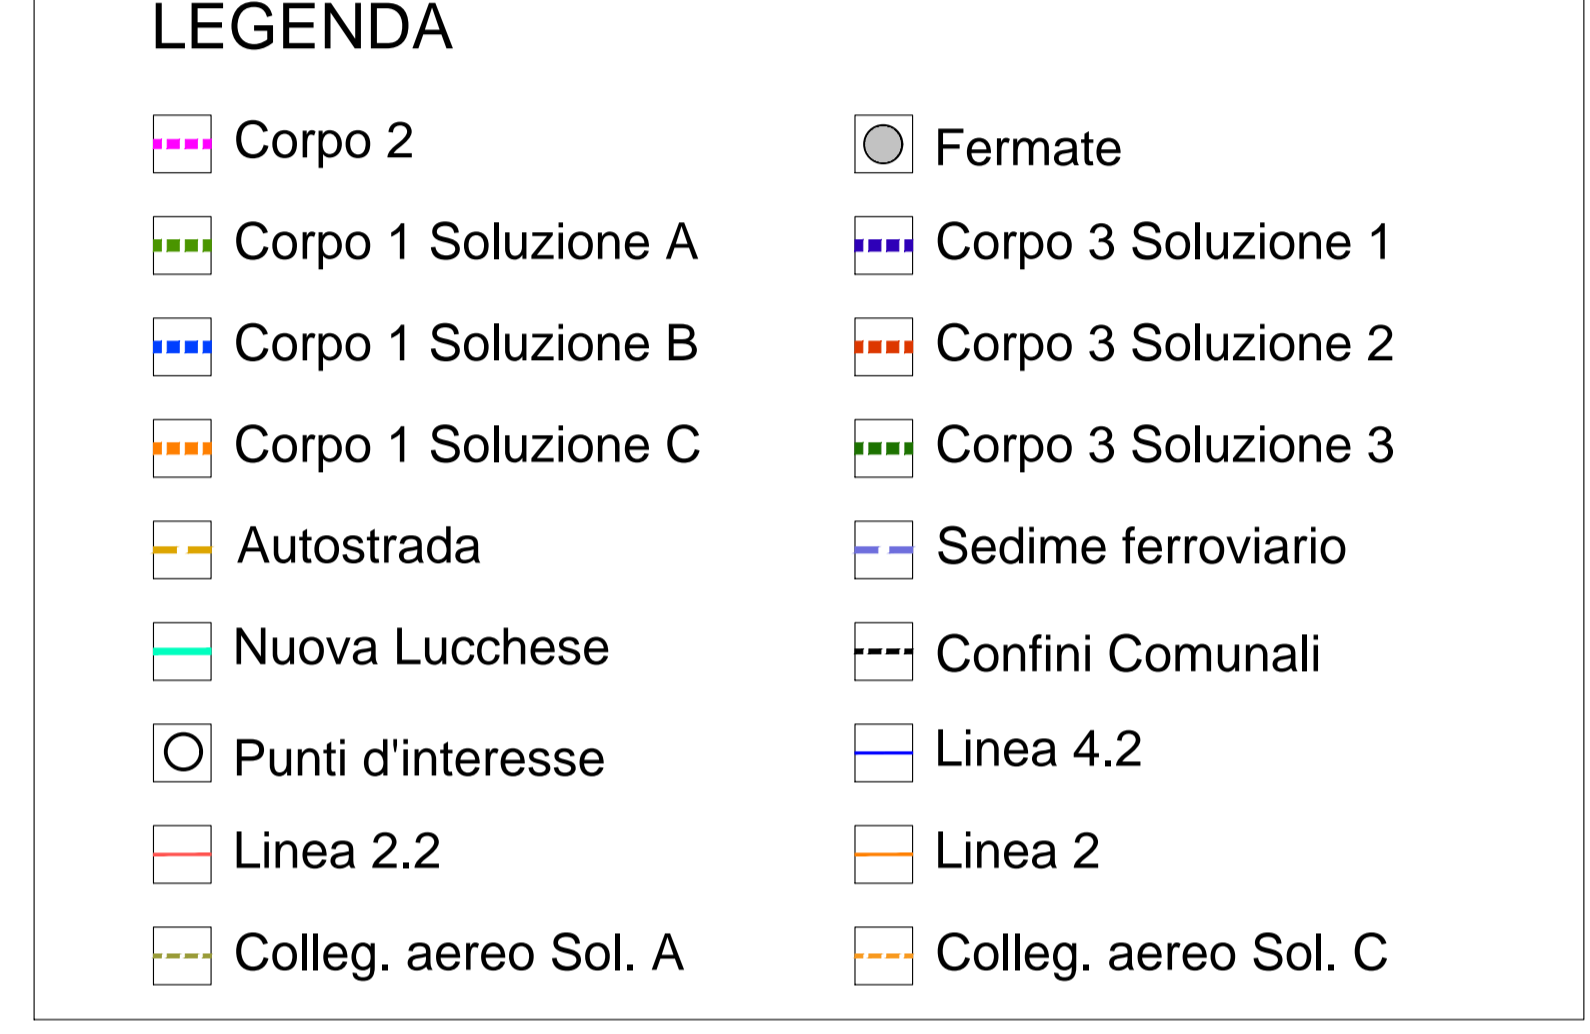 LEGENDA
Corpo 2
Fermate
Corpo 1 Soluzione A
Corpo 3 Soluzione 1
Corpo 1 Soluzione B
Corpo 3 Soluzione 2
Corpo 1 Soluzione C
Corpo 3 Soluzione 3
Autostrada
Sedime ferroviario
Nuova Lucchese
Confini Comunali
Punti d'interesse
Linea 4.2
Linea 2.2
Linea 2
Colleg. aereo Sol. A
Colleg. aereo Sol. C